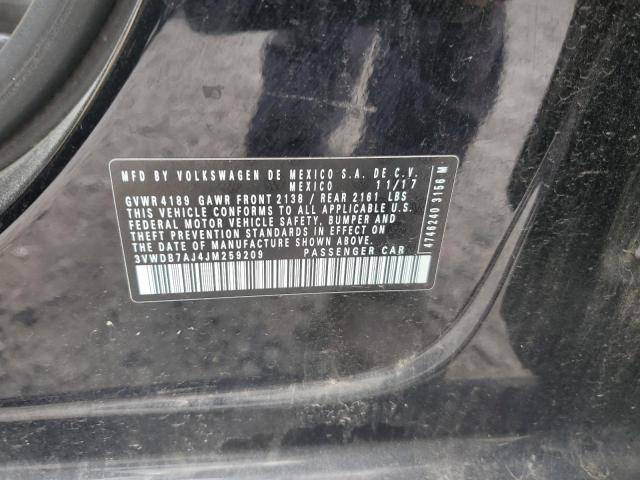 MFD BY VOLKSWAGEN DE MEXICO S.A. DE C.V.
MEXICO 11/17
GVWR 4189 GAWR FRONT 2138 / REAR 2161 LBS
THIS VEHICLE CONFORMS TO ALL APPLICABLE U.S.
FEDERAL MOTOR VEHICLE SAFETY, BUMPER AND
THEFT PREVENTION STANDARDS IN EFFECT ON
THE DATE OF MANUFACTURE SHOWN ABOVE.
3VWDB7AJ4JM259209 PASSENGER CAR
4746240 3156 M